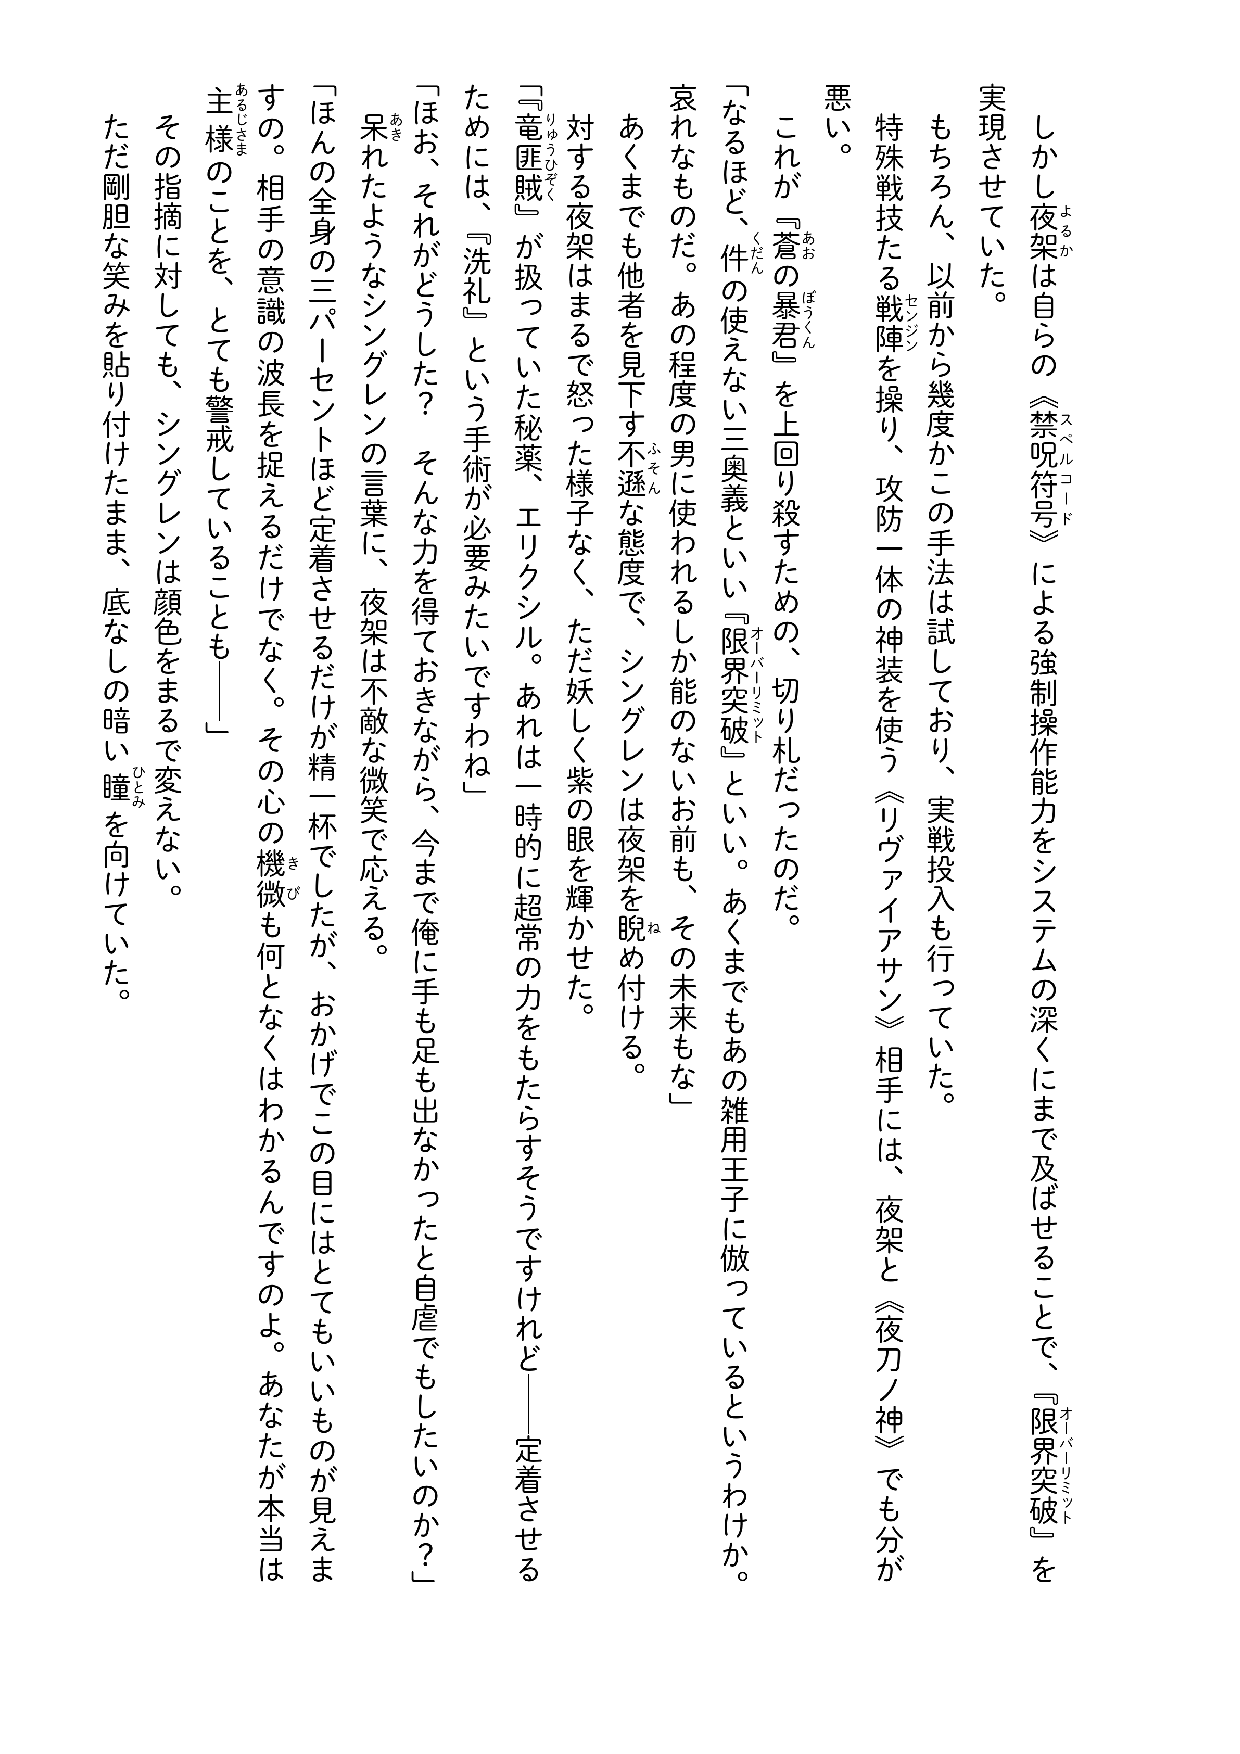 しかし夜架は自らの《禁呪符号》による強制操作能力をシステムの深くにまで及ばせることで、『限界突破』を
実現させていた。
もちろん、以前から幾度かこの手法は試しており、実戦投入も行っていた。
特殊戦技たる戦陣を操り、攻防一体の神装を使う《リヴァイアサン》相手には、夜架と《夜刀ノ神》でも分が
悪い。
これが『蒼の暴君』を上回り殺すための、切り札だったのだ。
「なるほど、件の使えない三奥義といい『限界突破』といい。あくまでもあの雑用王子に倣っているというわけか。
哀れなものだ。あの程度の男に使われるしか能のないお前も、その未来もな」
あくまでも他者を見下す不遜な態度で、シングレンは夜架を睨め付ける。
対する夜架はまるで怒った様子なく、ただ妖しく紫の眼を輝かせた。
「『竜匪賊』が扱っていた秘薬、エリクシル。あれは一時的に超常の力をもたらすそうですけれど――定着させる
ためには、『洗礼』という手術が必要みたいですわね」
「ほお、それがどうした？　そんな力を得ておきながら、今まで俺に手も足も出なかったと自虐でもしたいのか？」
呆れたようなシングレンの言葉に、夜架は不敵な微笑で応える。
「ほんの全身の三パーセントほど定着させるだけが精一杯でしたが、おかげでこの目にはとてもいいものが見えま
すの。相手の意識の波長を捉えるだけでなく。その心の機微も何となくはわかるんですのよ。あなたが本当は
主様のことを、とても警戒していることも――」
その指摘に対しても、シングレンは顔色をまるで変えない。
ただ剛胆な笑みを貼り付けたまま、底なしの暗い瞳を向けていた。